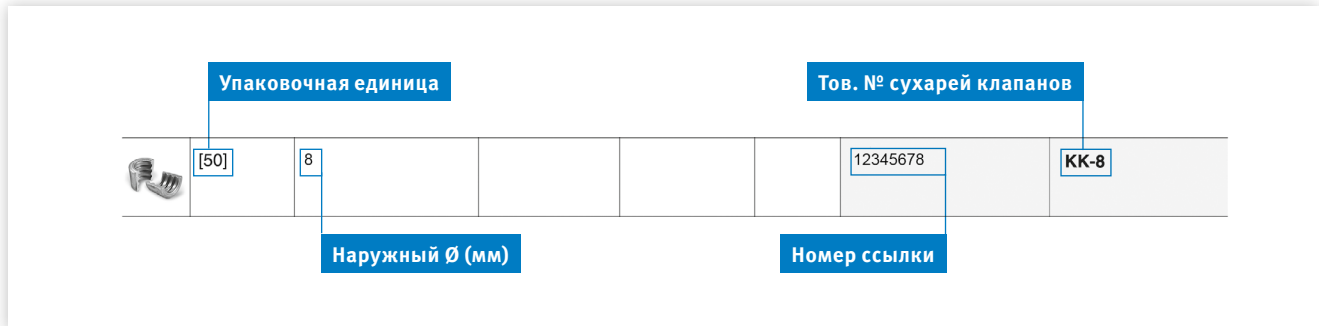 Упаковочная единица
Тов. № сухарей клапанов
[50]
8
12345678
KK-8
Наружный Ø (мм)
Номер ссылки